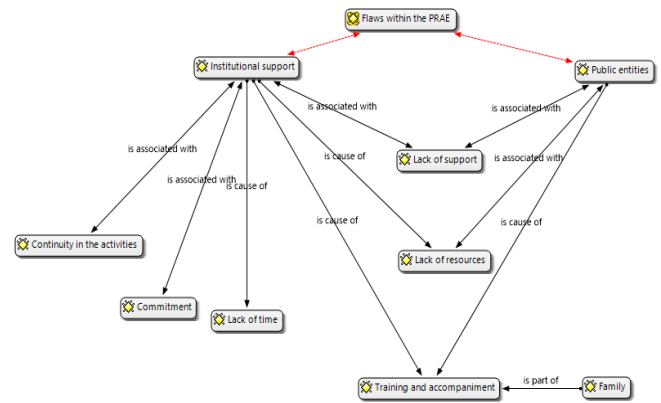 Flaws within the PRAE
Institutional support
Public entities
is associated with
is associated with
Lack of support
is associated with
is cause of
is associated with
is associated with
is cause of
is cause of
is cause of
Continuity in the activities
Lack of resources
Commitment
Lack of time
Training and accompaniment
is part of
Family